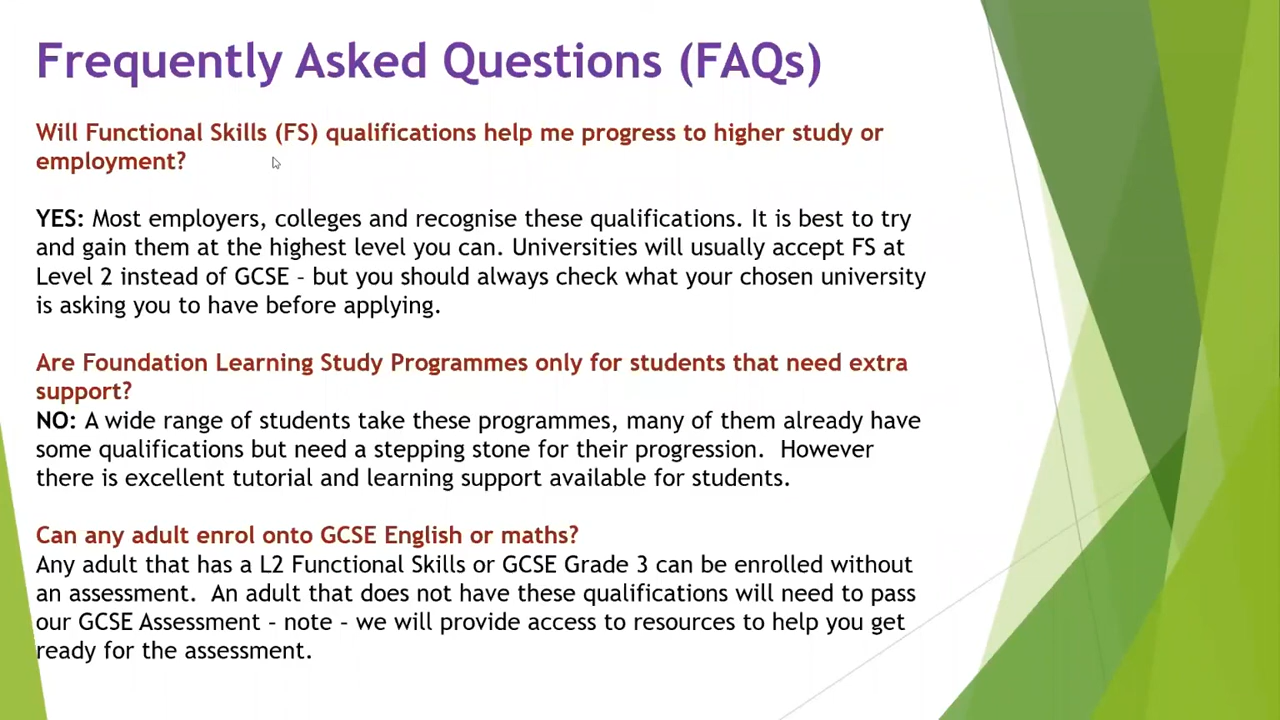 Frequently Asked Questions (FAQs)
Will Functional Skills (FS) qualifications help me progress to higher study or
employment?
YES: Most employers, colleges and recognise these qualifications. It is best to try
and gain them at the highest level you can. Universities will usually accept FS at
Level 2 instead of GCSE – but you should always check what your chosen university
is asking you to have before applying.
Are Foundation Learning Study Programmes only for students that need extra
support?
NO: A wide range of students take these programmes, many of them already have
some qualifications but need a stepping stone for their progression.  However
there is excellent tutorial and learning support available for students.
Can any adult enrol onto GCSE English or maths?
Any adult that has a L2 Functional Skills or GCSE Grade 3 can be enrolled without
an assessment.  An adult that does not have these qualifications will need to pass
our GCSE Assessment – note – we will provide access to resources to help you get
ready for the assessment.